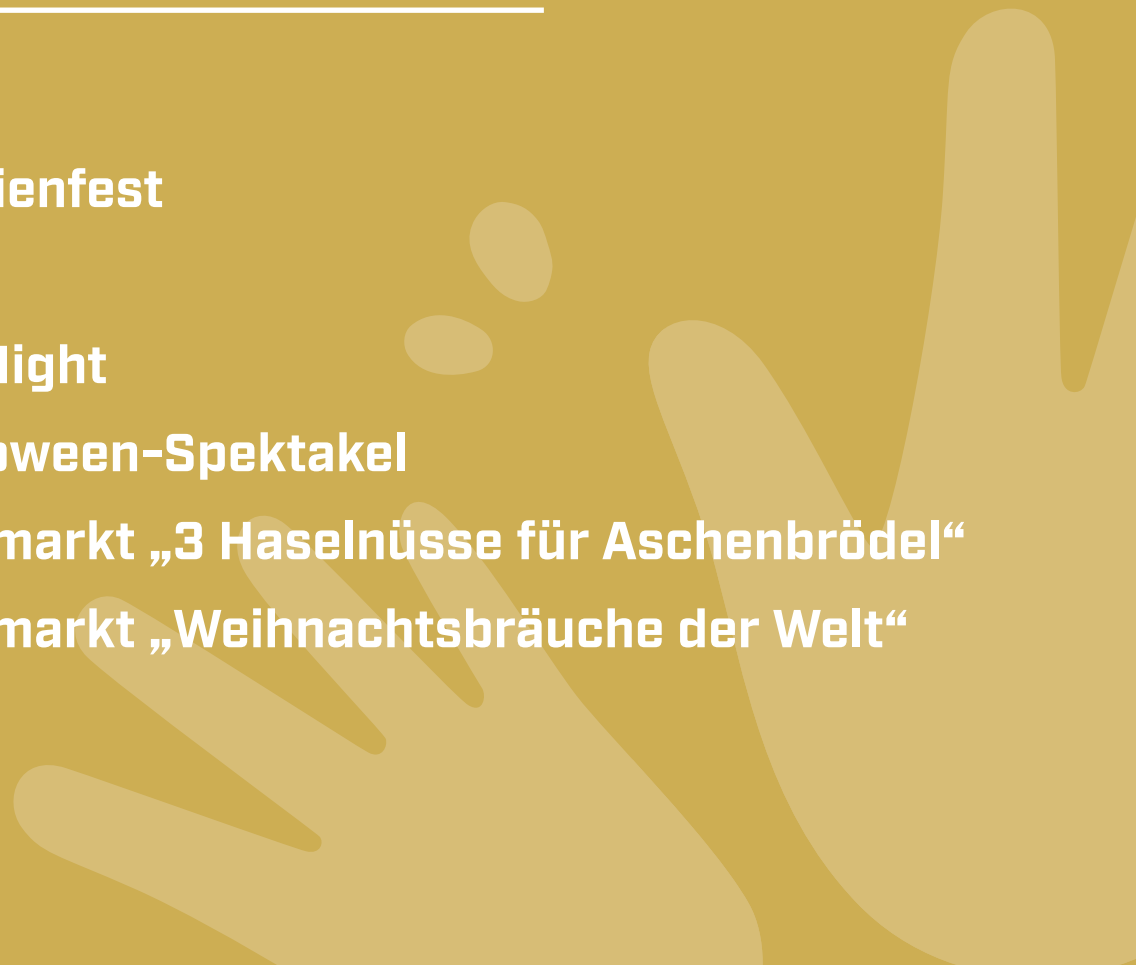 ienfest
light
oween-Spektakel
markt „3 Haselnüsse für Aschenbrödel“
markt „Weihnachtsbräuche der Welt“